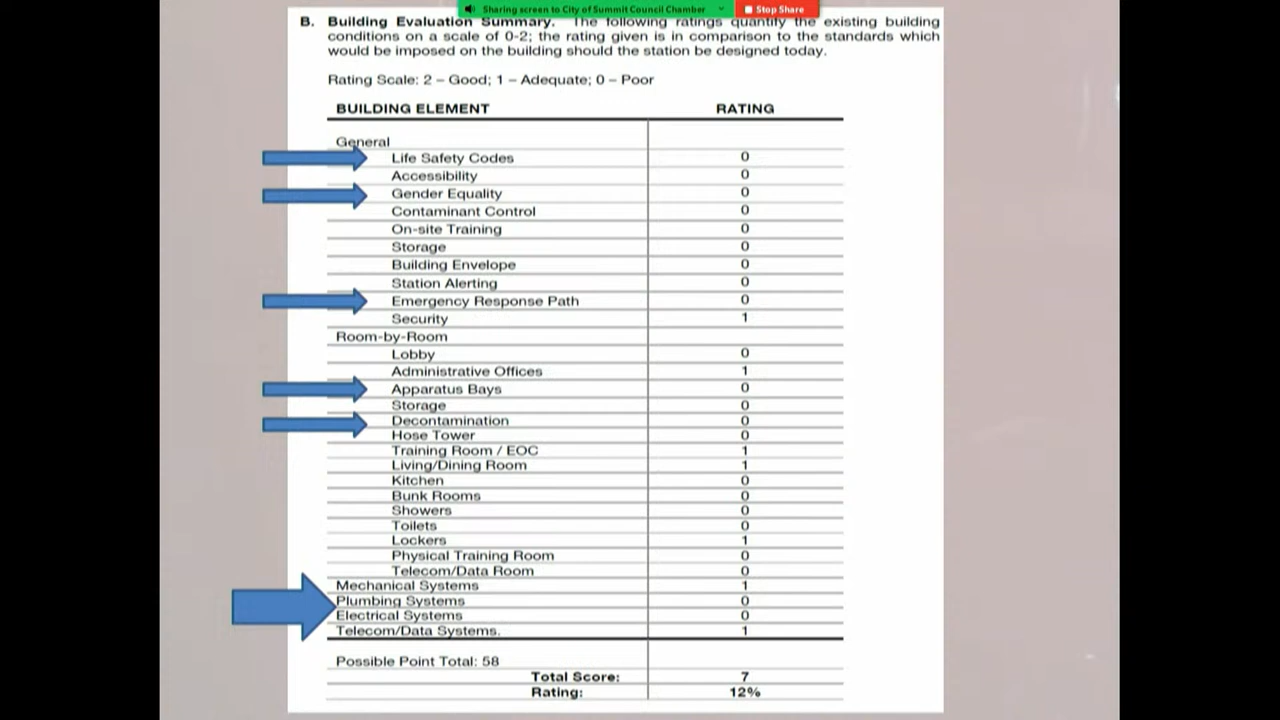 Sharing screen to City of Summit Council Chamber
Stop Share
B. Building Evaluation Summary. The following ratings quantify the existing building
conditions on a scale of 0-2; the rating given is in comparison to the standards which
would be imposed on the building should the station be designed today.
Rating Scale: 2 – Good; 1 – Adequate; 0 – Poor
BUILDING ELEMENT RATING
General
Life Safety Codes 0
Accessibility 0
Gender Equality 0
Contaminant Control 0
On-site Training 0
Storage 0
Building Envelope 0
Station Alerting 0
Emergency Response Path 0
Security 1
Room-by-Room
Lobby 0
Administrative Offices 1
Apparatus Bays 0
Storage 0
Decontamination 0
Hose Tower 0
Training Room / EOC 1
Living/Dining Room 1
Kitchen 0
Bunk Rooms 0
Showers 0
Toilets 0
Lockers 1
Physical Training Room 0
Telecom/Data Room 0
Mechanical Systems 1
Plumbing Systems 0
Electrical Systems 0
Telecom/Data Systems. 1
Possible Point Total: 58
Total Score: 7
Rating: 12%